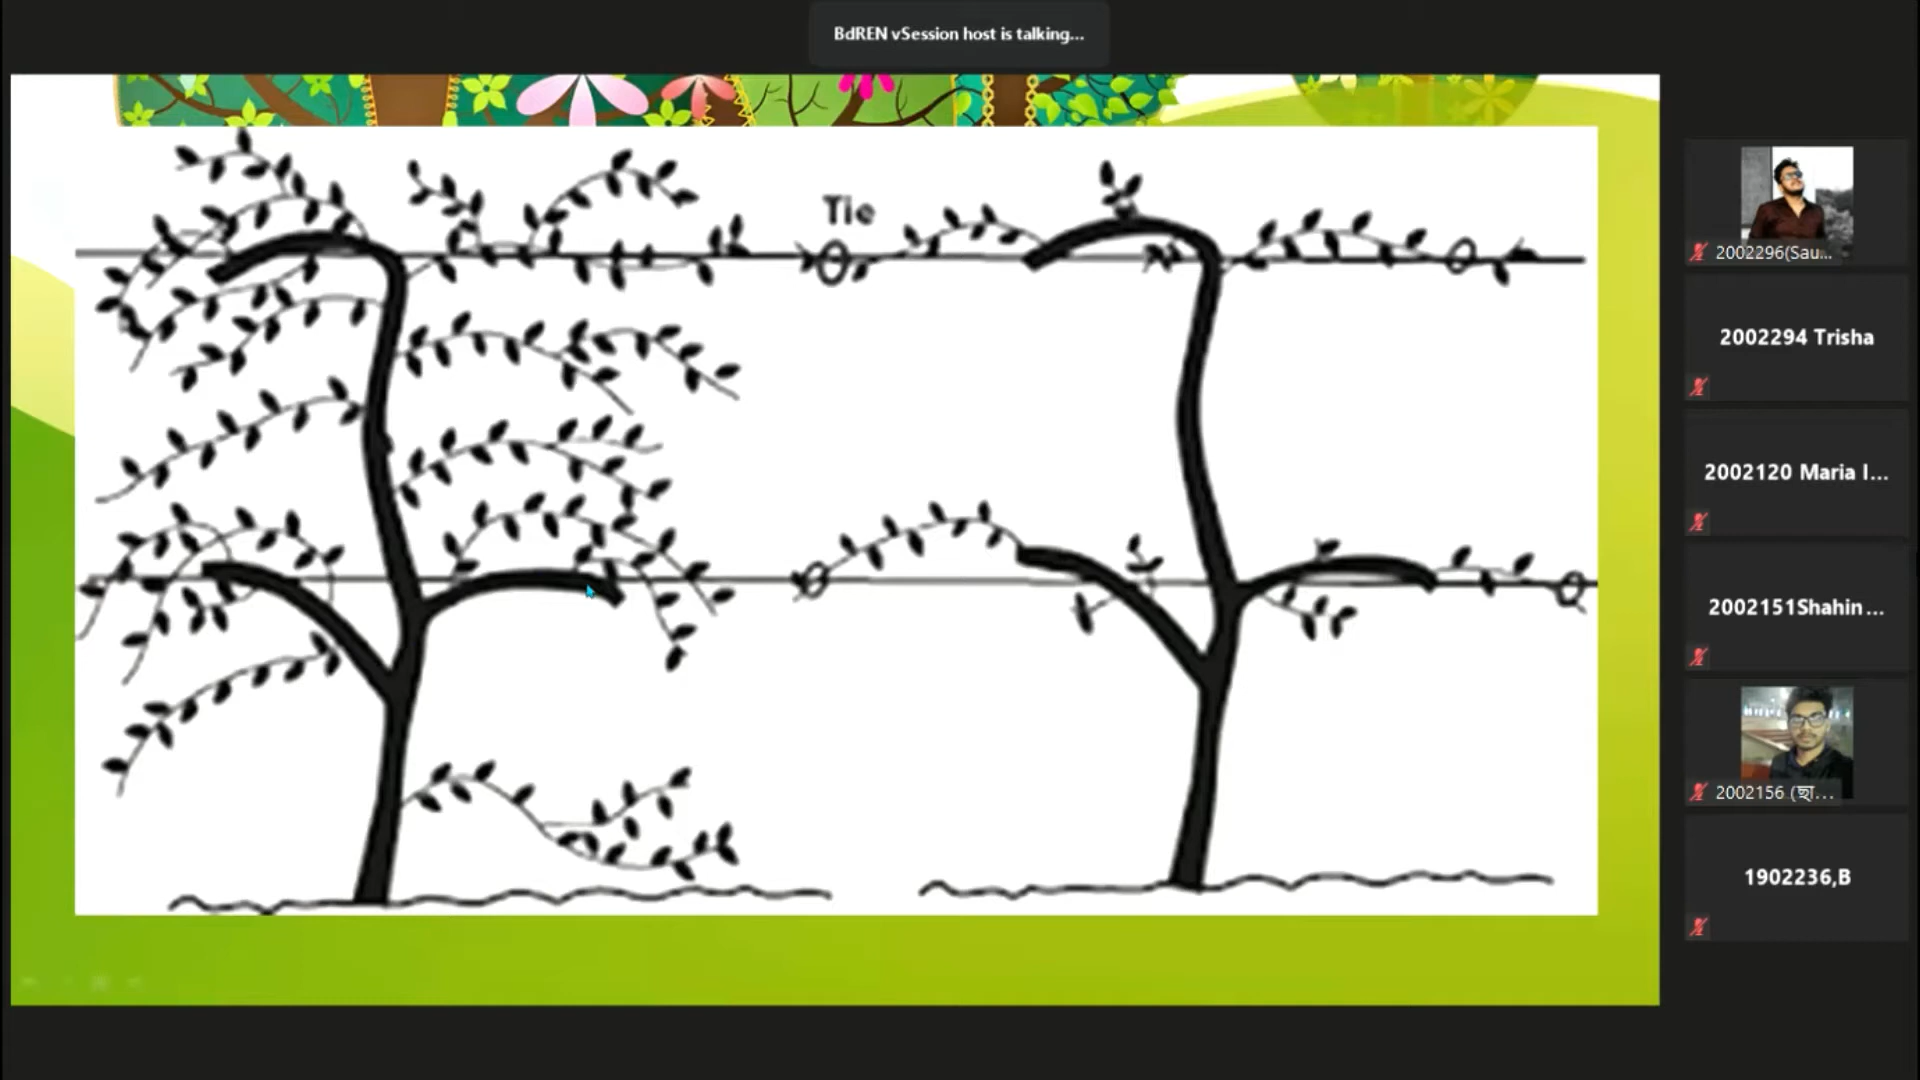 BdREN vSession host is talking...
Tie
2002296(Sau...
2002294 Trisha
2002120 Maria I...
2002151Shahin ...
2002156 (ছা...
1902236,B